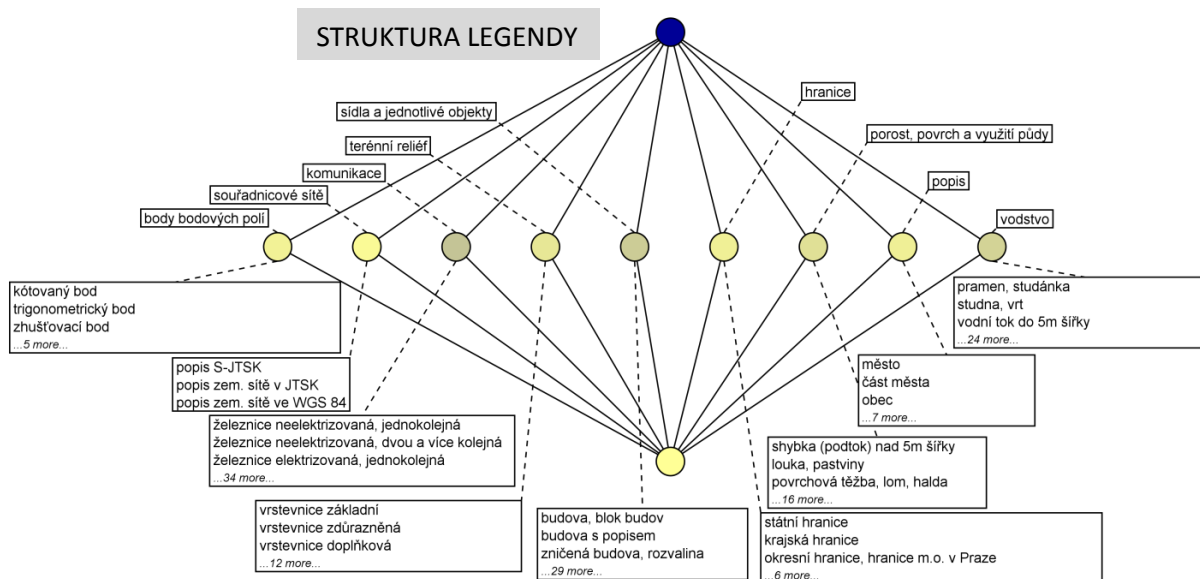 STRUKTURA LEGENDY
hranice
sídla a jednotlivé objekty
porost, povrch a využití půdy
terénní reliéf
komunikace
popis
souřadnicové sítě
body bodových polí
vodstvo
kótovaný bod
trigonometrický bod
zhušťovací bod
...5 more...
popis S-JTSK
popis zem. sítě v JTSK
popis zem. sítě ve WGS 84
železnice neelektrizovaná, jednokolejná
železnice neelektrizovaná, dvou a více kolejná
železnice elektrizovaná, jednokolejná
...34 more...
vrstevnice základní
vrstevnice zdůrazněná
vrstevnice doplňková
...12 more...
budova, blok budov
budova s popisem
zničená budova, rozvalina
...29 more...
státní hranice
krajská hranice
okresní hranice, hranice m.o. v Praze
...6 more...
shybka (podtok) nad 5m šířky
louka, pastviny
povrchová těžba, lom, halda
...16 more...
město
část města
obec
...7 more...
pramen, studánka
studna, vrt
vodní tok do 5m šířky
...24 more...